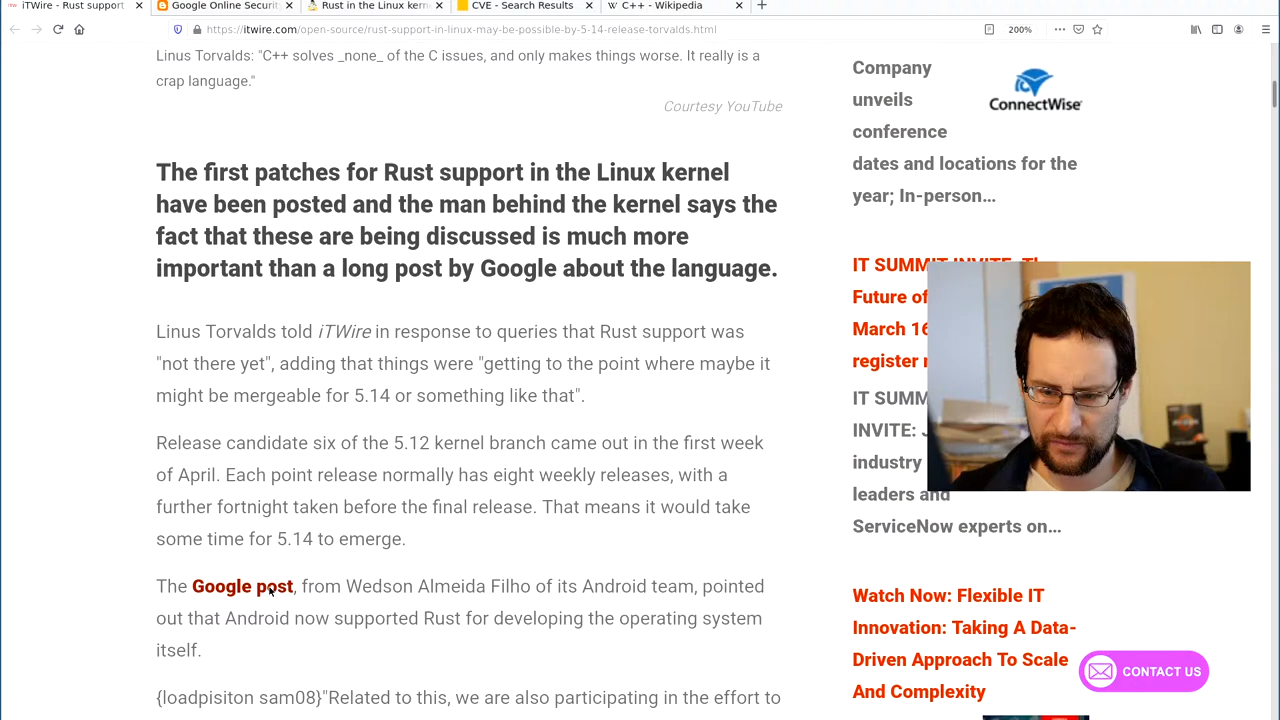 iTWire - Rust support
Google Online Securit
Rust in the Linux kern
CVE - Search Results
C++ - Wikipedia
https://itwire.com/open-source/rust-support-in-linux-may-be-possible-by-5-14-release-torvalds.html
200%
Linus Torvalds: "C++ solves _none_ of the C issues, and only makes things worse. It really is a
crap language."
Courtesy YouTube
The first patches for Rust support in the Linux kernel
have been posted and the man behind the kernel says the
fact that these are being discussed is much more
important than a long post by Google about the language.
Linus Torvalds told iTWire in response to queries that Rust support was
"not there yet", adding that things were "getting to the point where maybe it
might be mergeable for 5.14 or something like that".
Release candidate six of the 5.12 kernel branch came out in the first week
of April. Each point release normally has eight weekly releases, with a
further fortnight taken before the final release. That means it would take
some time for 5.14 to emerge.
The Google post, from Wedson Almeida Filho of its Android team, pointed
out that Android now supported Rust for developing the operating system
itself.
{loadpisiton sam08}"Related to this, we are also participating in the effort to
Company
unveils
conference
dates and locations for the
year; In-person…
ConnectWise
IT SUMMIT INVITE: Th
Future of
March 16
register
IT SUMM
INVITE:
industry
leaders and
ServiceNow experts on…
Watch Now: Flexible IT
Innovation: Taking A Data-
Driven Approach To Scale
And Complexity
CONTACT US